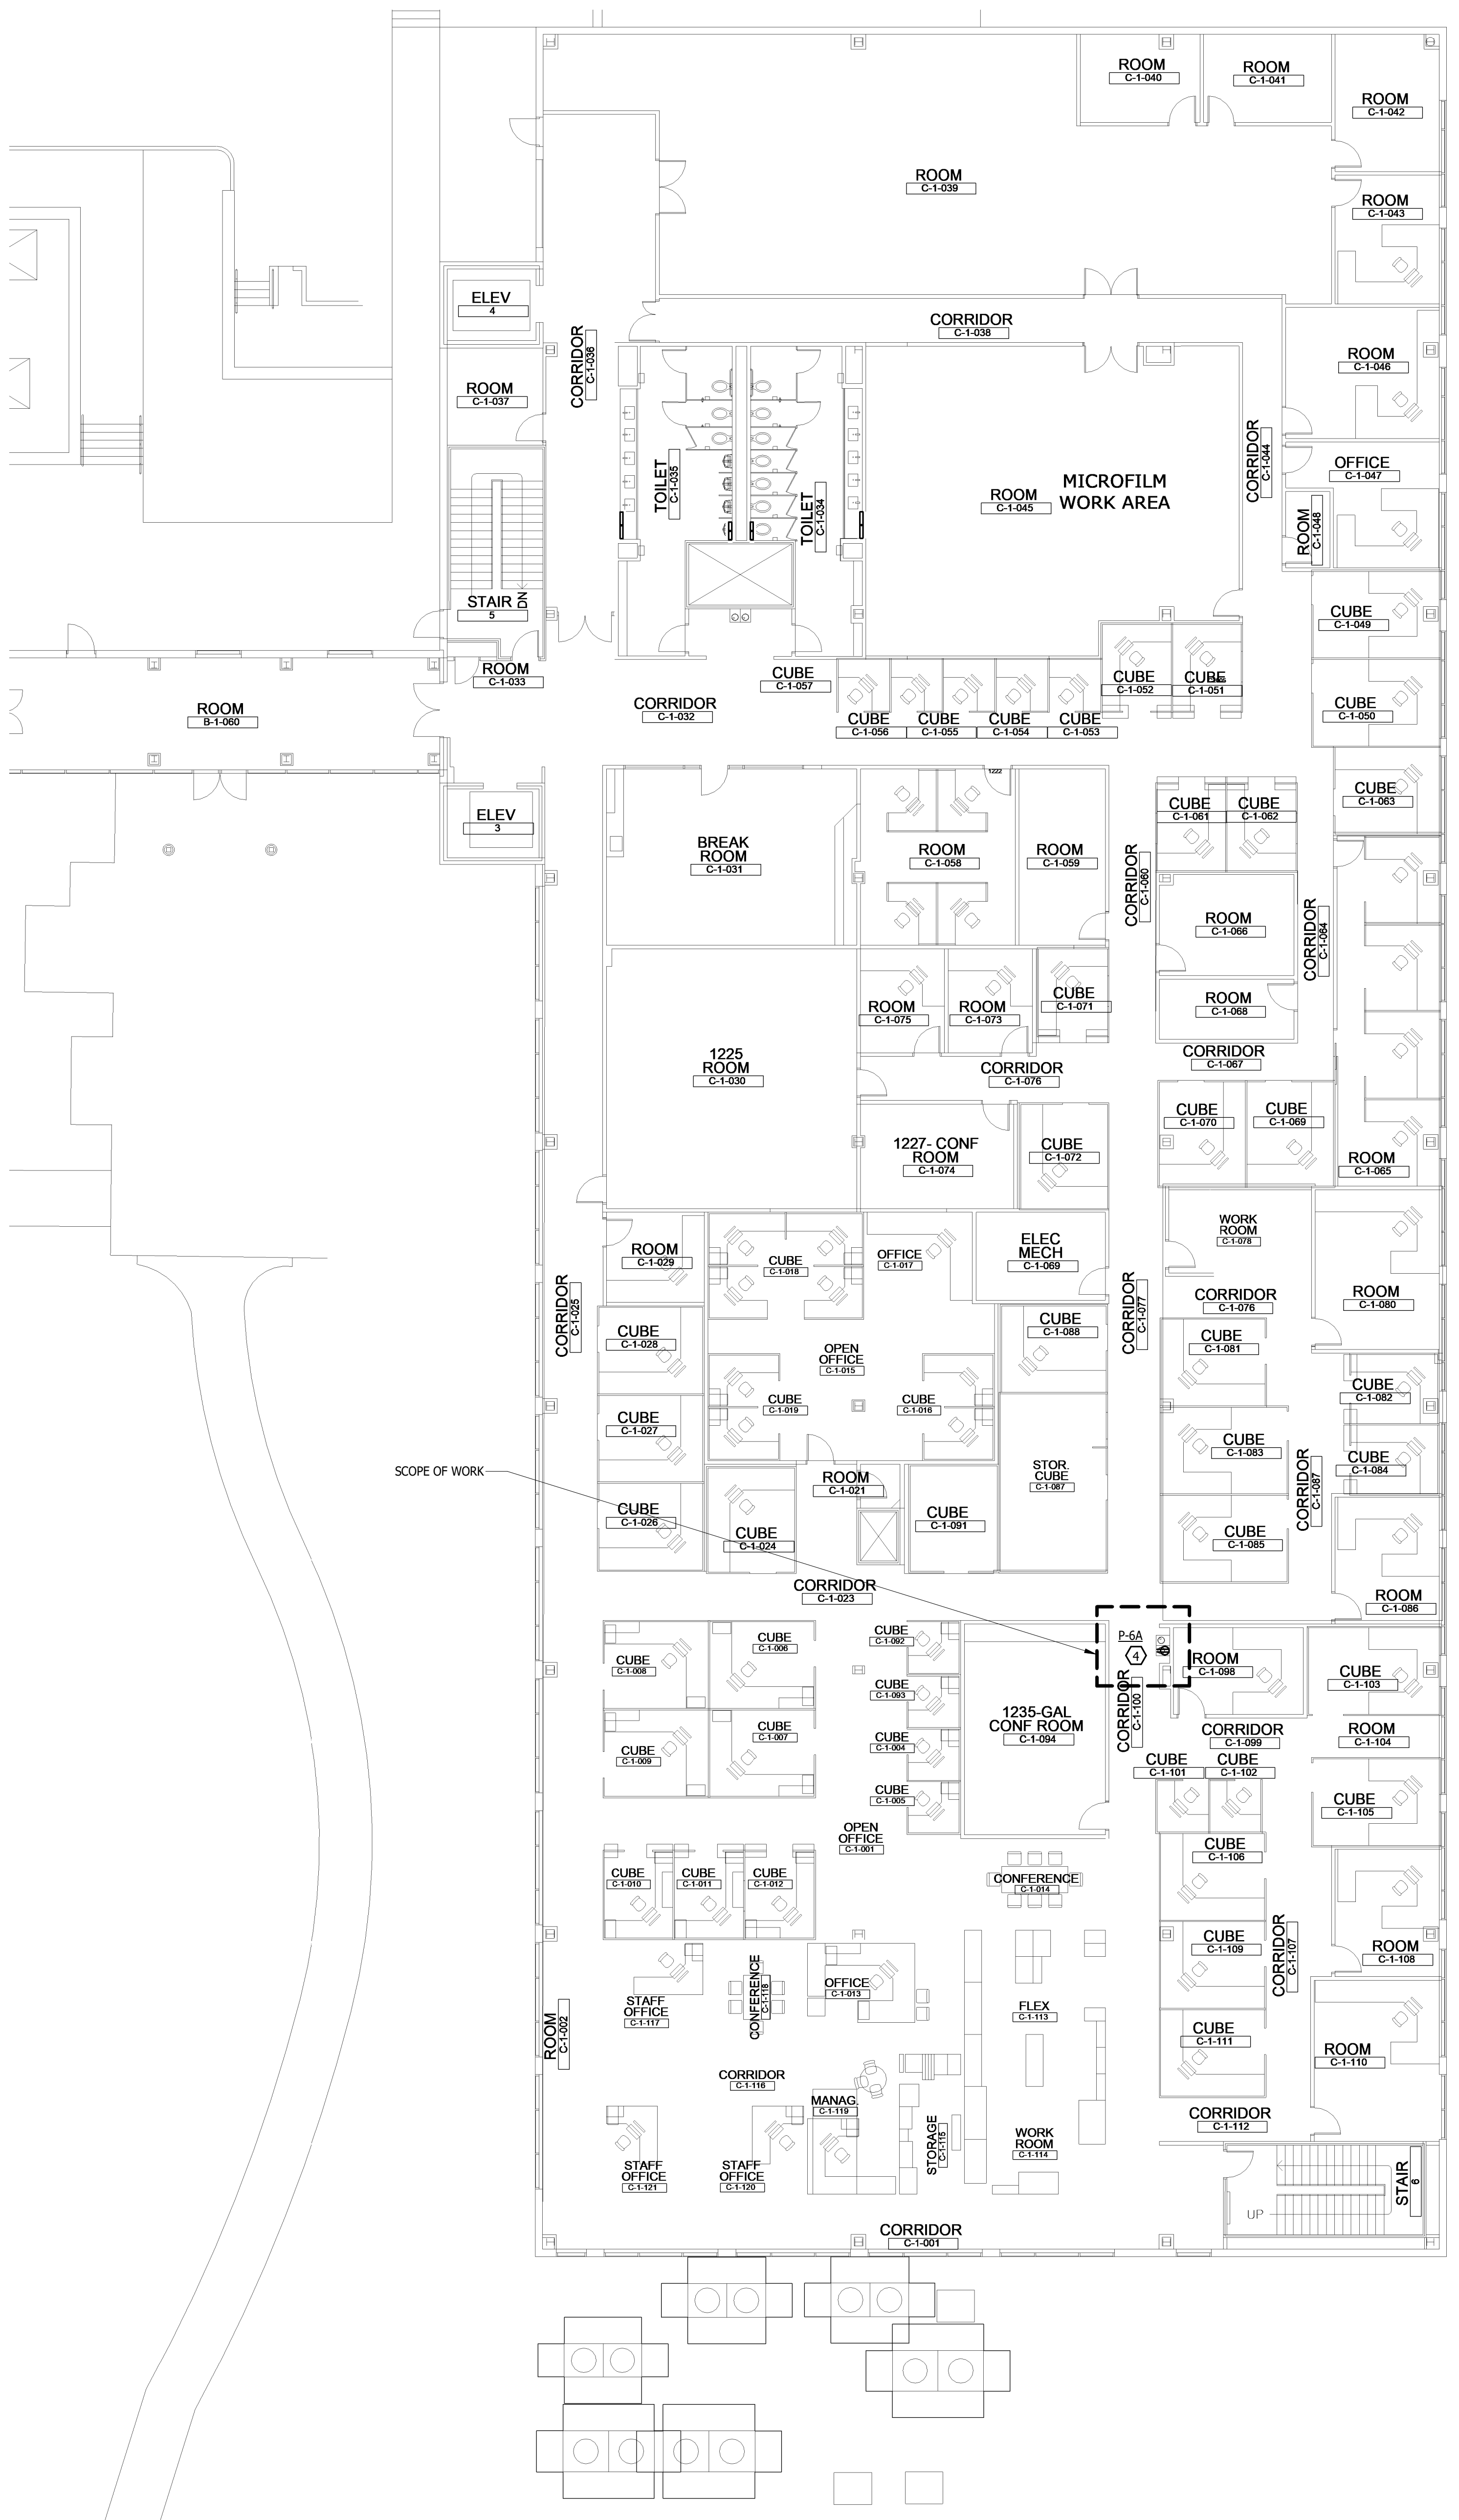 ROOM
C-1-040
ROOM
C-1-041
ROOM
C-1-042
ROOM
C-1-039
ROOM
C-1-043
ELEV
4
CORRIDOR
C-1-038
CORRIDOR
C-1-036
ROOM
C-1-037
ROOM
C-1-046
TOILET
C-1-035
TOILET
C-1-034
ROOM
C-1-045
MICROFILM
WORK AREA
CORRIDOR
C-1-044
OFFICE
C-1-047
ROOM
C-1-048
STAIR
5
DN
CUBE
C-1-049
ROOM
C-1-033
CUBE
C-1-057
CUBE
C-1-052
CUBE
C-1-051
ROOM
B-1-060
CORRIDOR
C-1-032
CUBE
C-1-056
CUBE
C-1-055
CUBE
C-1-054
CUBE
C-1-053
CUBE
C-1-050
1222
ELEV
3
CUBE
C-1-061
CUBE
C-1-062
CUBE
C-1-063
BREAK
ROOM
C-1-031
ROOM
C-1-058
ROOM
C-1-059
CORRIDOR
C-1-060
ROOM
C-1-066
CORRIDOR
C-1-064
ROOM
C-1-075
ROOM
C-1-073
CUBE
C-1-071
ROOM
C-1-068
1225
ROOM
C-1-030
CORRIDOR
C-1-076
CORRIDOR
C-1-067
1227- CONF
ROOM
C-1-074
CUBE
C-1-072
CUBE
C-1-070
CUBE
C-1-069
ROOM
C-1-065
ROOM
C-1-029
CUBE
C-1-018
OFFICE
C-1-017
ELEC
MECH
C-1-069
WORK
ROOM
C-1-078
CORRIDOR
C-1-025
CORRIDOR
C-1-077
CORRIDOR
C-1-076
ROOM
C-1-080
CUBE
C-1-028
OPEN
OFFICE
C-1-015
CUBE
C-1-088
CUBE
C-1-081
CUBE
C-1-082
CUBE
C-1-027
CUBE
C-1-019
CUBE
C-1-016
CUBE
C-1-083
CUBE
C-1-084
SCOPE OF WORK
ROOM
C-1-021
STOR.
CUBE
C-1-087
CORRIDOR
C-1-087
CUBE
C-1-026
CUBE
C-1-024
CUBE
C-1-091
CUBE
C-1-085
CORRIDOR
C-1-023
ROOM
C-1-086
CUBE
C-1-008
CUBE
C-1-006
CUBE
C-1-092
P-6A
4
ROOM
C-1-098
CUBE
C-1-103
CUBE
C-1-093
CORRIDOR
C-1-100
1235-GAL
CONF ROOM
C-1-094
CUBE
C-1-009
CUBE
C-1-007
CUBE
C-1-004
CORRIDOR
C-1-099
ROOM
C-1-104
CUBE
C-1-101
CUBE
C-1-102
CUBE
C-1-005
CUBE
C-1-105
OPEN
OFFICE
C-1-001
CUBE
C-1-106
CUBE
C-1-010
CUBE
C-1-011
CUBE
C-1-012
CONFERENCE
C-1-014
CUBE
C-1-109
CORRIDOR
C-1-107
ROOM
C-1-108
STAFF
OFFICE
C-1-117
CONFERENCE
C-1-118
OFFICE
C-1-013
FLEX
C-1-113
ROOM
C-1-002
CUBE
C-1-111
ROOM
C-1-110
CORRIDOR
C-1-116
MANAG.
C-1-119
STORAGE
C-1-115
WORK
ROOM
C-1-114
CORRIDOR
C-1-112
STAFF
OFFICE
C-1-121
STAFF
OFFICE
C-1-120
STAIR
6
UP
CORRIDOR
C-1-001